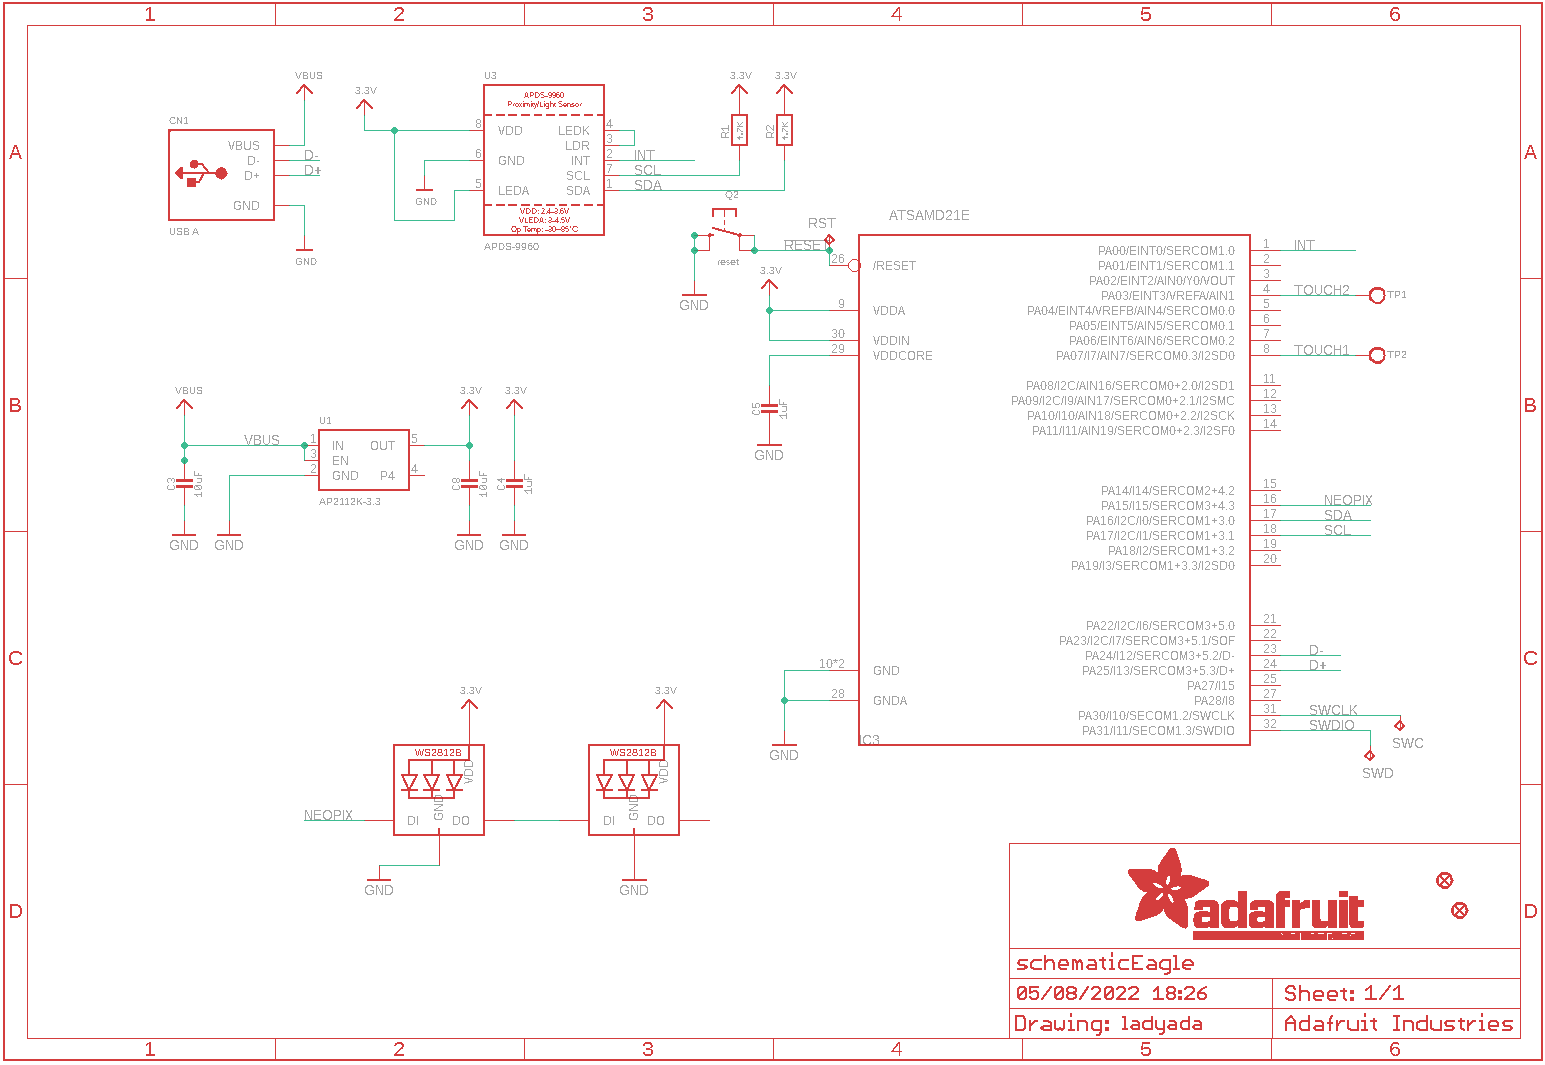 1 2 3 4 5 6
A A
B B
C C
D D
1 2 3 4 5 6
CN1
VBUS
VBUS
D-
D+
GND
D-
D+
USB A
GND
3.3V
U3
APDS-9960
Proximity/Light Sensor
8 VDD LEDK 4
LDR 3
6 GND INT 2 INT
SCL 7 SCL
5 LEDA SDA 1 SDA
GND
VDD: 2.4-3.6V
VLEDA: 3-4.5V
Op Temp: -30-85°C
APDS-9960
3.3V 3.3V
R1 4.7K
R2 4.7K
Q2
reset
GND
RST
RESET
3.3V
ATSAMD21E
26 /RESET
9 VDDA
30 VDDIN
29 VDDCORE
C5 1uF
GND
10*2 GND
28 GNDA
GND
IC3
PA00/EINT0/SERCOM1.0 1 INT
PA01/EINT1/SERCOM1.1 2
PA02/EINT2/AIN0/Y0/VOUT 3
PA03/EINT3/VREFA/AIN1 4 TOUCH2 TP1
PA04/EINT4/VREFB/AIN4/SERCOM0.0 5
PA05/EINT5/AIN5/SERCOM0.1 6
PA06/EINT6/AIN6/SERCOM0.2 7
PA07/I7/AIN7/SERCOM0.3/I2SD0 8 TOUCH1 TP2
PA08/I2C/AIN16/SERCOM0+2.0/I2SD1 11
PA09/I2C/I9/AIN17/SERCOM0+2.1/I2SMC 12
PA10/I10/AIN18/SERCOM0+2.2/I2SCK 13
PA11/I11/AIN19/SERCOM0+2.3/I2SF0 14
PA14/I14/SERCOM2+4.2 15
PA15/I15/SERCOM3+4.3 16 NEOPIX
PA16/I2C/I0/SERCOM1+3.0 17 SDA
PA17/I2C/I1/SERCOM1+3.1 18 SCL
PA18/I2/SERCOM1+3.2 19
PA19/I3/SERCOM1+3.3/I2SD0 20
PA22/I2C/I6/SERCOM3+5.0 21
PA23/I2C/I7/SERCOM3+5.1/SOF 22
PA24/I12/SERCOM3+5.2/D- 23 D-
PA25/I13/SERCOM3+5.3/D+ 24 D+
PA27/I15 25
PA28/I8 27
PA30/I10/SECOM1.2/SWCLK 31 SWCLK
PA31/I11/SECOM1.3/SWDIO 32 SWDIO
SWC
SWD
VBUS
VBUS
U1
1 IN OUT 5
3 EN
2 GND P4 4
AP2112K-3.3
C3 10uF
GND GND
3.3V 3.3V
C8 10uF
C4 1uF
GND GND
3.3V
WS2812B
VDD
GND
NEOPIX DI DO
GND
3.3V
WS2812B
VDD
GND
DI DO
GND
adafruit
schematicEagle
05/08/2022 18:26 Sheet: 1/1
Drawing: ladyada Adafruit Industries